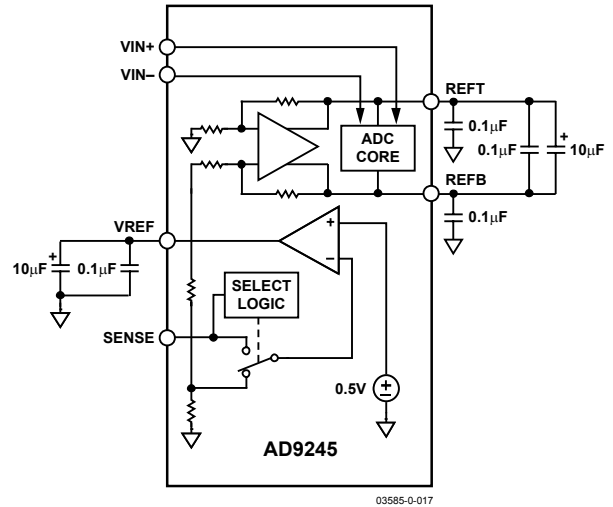 VIN+
VIN–
REFT
0.1µF
ADC
CORE
0.1µF
10µF
+
REFB
0.1µF
VREF
+
–
+
10µF
0.1µF
SELECT
LOGIC
SENSE
0.5V
+
–
AD9245
03585-0-017